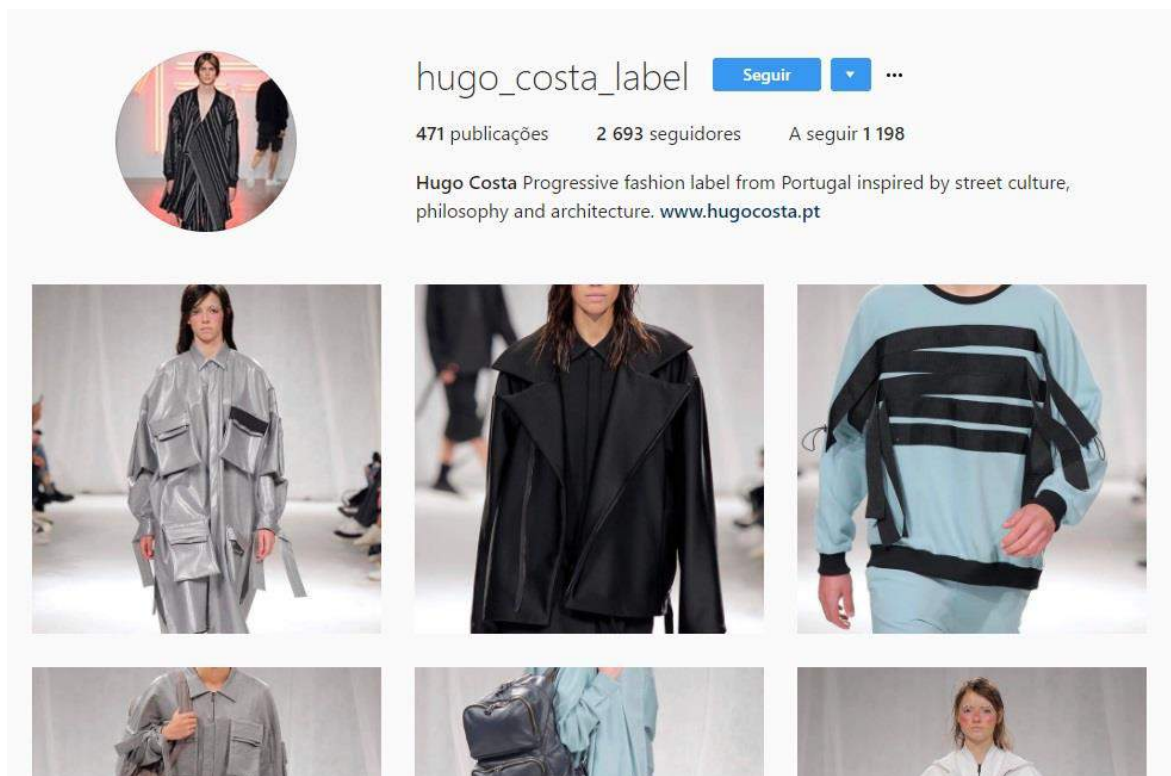 hugo_costa_label Seguir ...
471 publicações 2 693 seguidores A seguir 1 198
Hugo Costa Progressive fashion label from Portugal inspired by street culture,
philosophy and architecture. www.hugocosta.pt